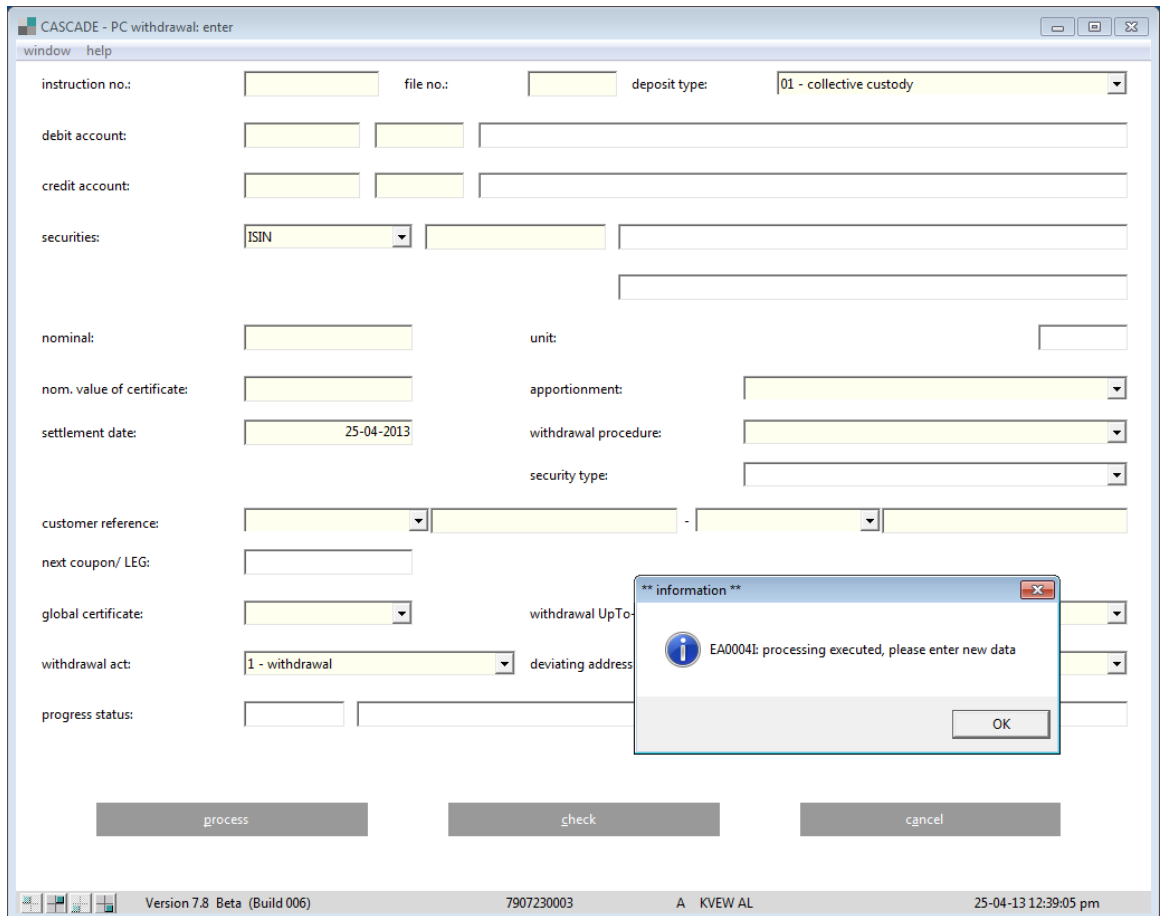 CASCADE - PC withdrawal: enter
window help
instruction no.: file no.: deposit type: 01 - collective custody
debit account:
credit account:
securities: ISIN
nominal: unit:
nom. value of certificate: apportionment:
settlement date: 25-04-2013 withdrawal procedure:
security type:
customer reference: -
next coupon/ LEG:
** information **
global certificate: withdrawal UpTo-
EA0004I: processing executed, please enter new data
withdrawal act: 1 - withdrawal deviating address
progress status:
OK
process check cancel
Version 7.8 Beta (Build 006) 7907230003 A KVEW AL 25-04-13 12:39:05 pm